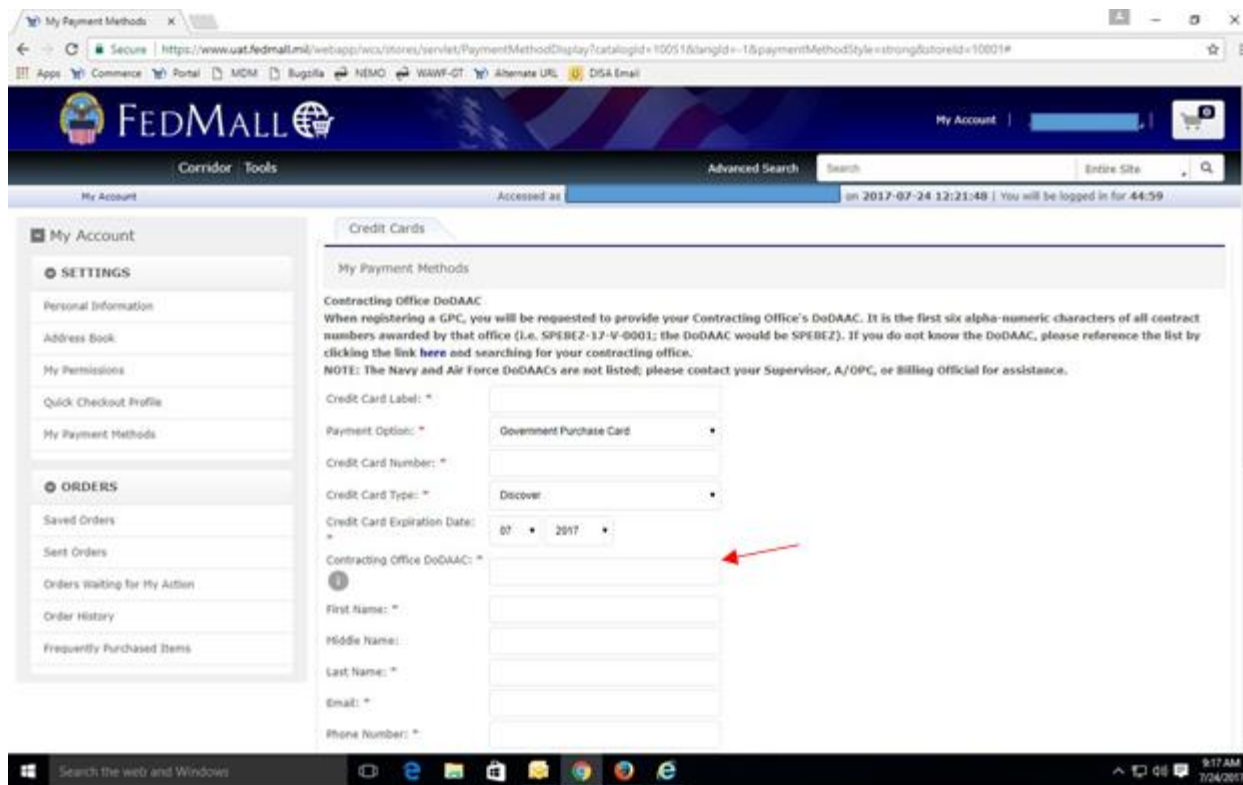 My Payment Methods
Secure https://www.uat.fedmall.mil/webapp/wcs/stores/servlet/PaymentMethodDisplay?catalogId=10051&langId=-1&paymentMethodStyle=strong&storeId=10001#
Apps Commerce Portal MDM Bugzilla NEMO WAWF-GT Alternate URL DISA Email
FEDMALL
My Account |
0
Corridor Tools
Advanced Search Search Entire Site
My Account
Accessed as on 2017-07-24 12:21:48 | You will be logged in for 44:59
My Account
SETTINGS
Personal Information
Address Book
My Permissions
Quick Checkout Profile
My Payment Methods
ORDERS
Saved Orders
Sent Orders
Orders Waiting for My Action
Order History
Frequently Purchased Items
Credit Cards
My Payment Methods
Contracting Office DoDAAC
When registering a GPC, you will be requested to provide your Contracting Office's DoDAAC. It is the first six alpha-numeric characters of all contract
numbers awarded by that office (i.e. SPEBEZ-17-V-0001; the DoDAAC would be SPEBEZ). If you do not know the DoDAAC, please reference the list by
clicking the link here and searching for your contracting office.
NOTE: The Navy and Air Force DoDAACs are not listed; please contact your Supervisor, A/OPC, or Billing Official for assistance.
Credit Card Label: *
Payment Option: * Government Purchase Card
Credit Card Number: *
Credit Card Type: * Discover
Credit Card Expiration Date:
* 07 2017
Contracting Office DoDAAC: *
i
First Name: *
Middle Name:
Last Name: *
Email: *
Phone Number: *
Search the web and Windows
9:17 AM
7/24/2017